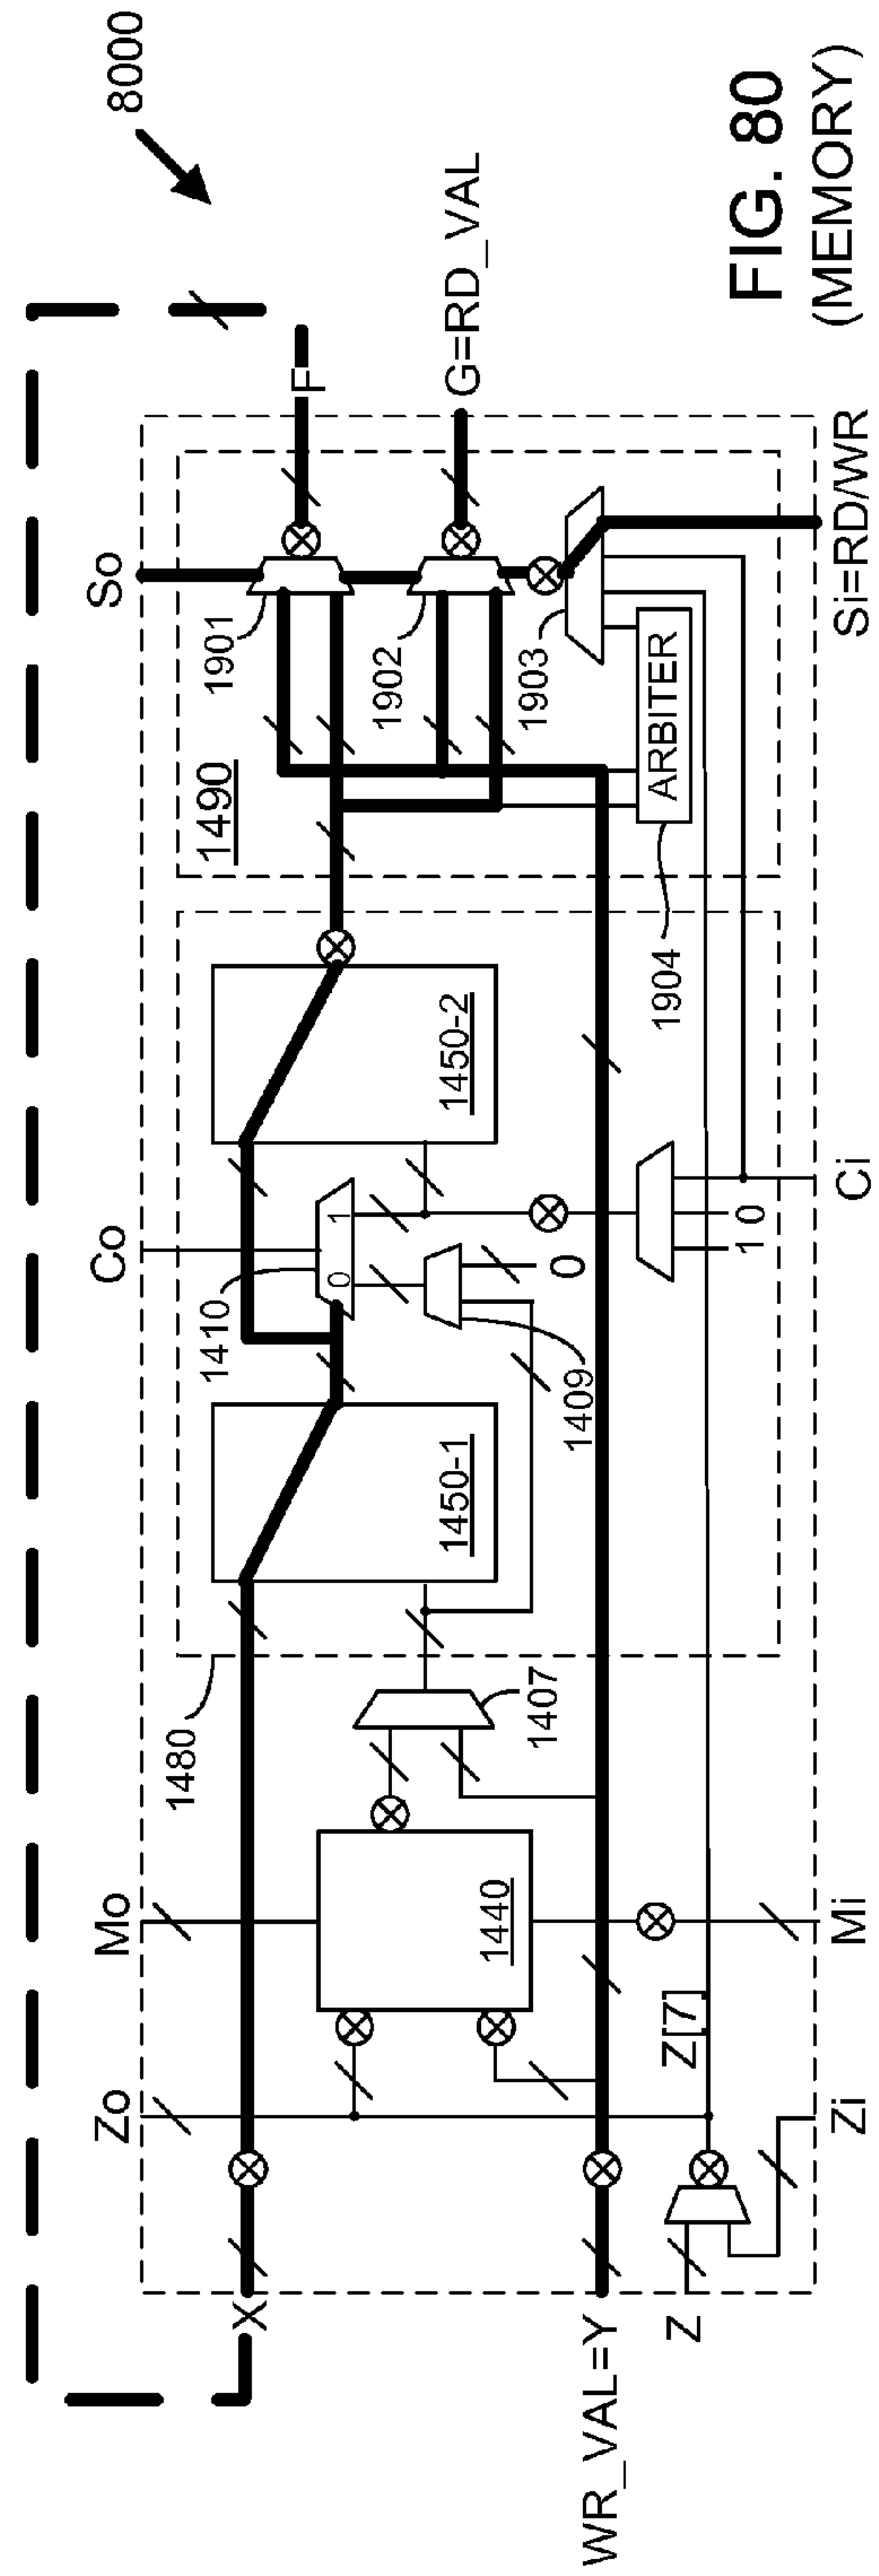 8000
X
F
Zo
Mo
Co
So
1480
1410
0
1
1490
1901
1902
1903
G=RD_VAL
1440
1407
1450-1
1409
0
1450-2
1904
ARBITER
WR_VAL=Y
Z
Z[7]
1 0
Zi
Mi
Ci
Si=RD/WR
FIG. 80
(MEMORY)